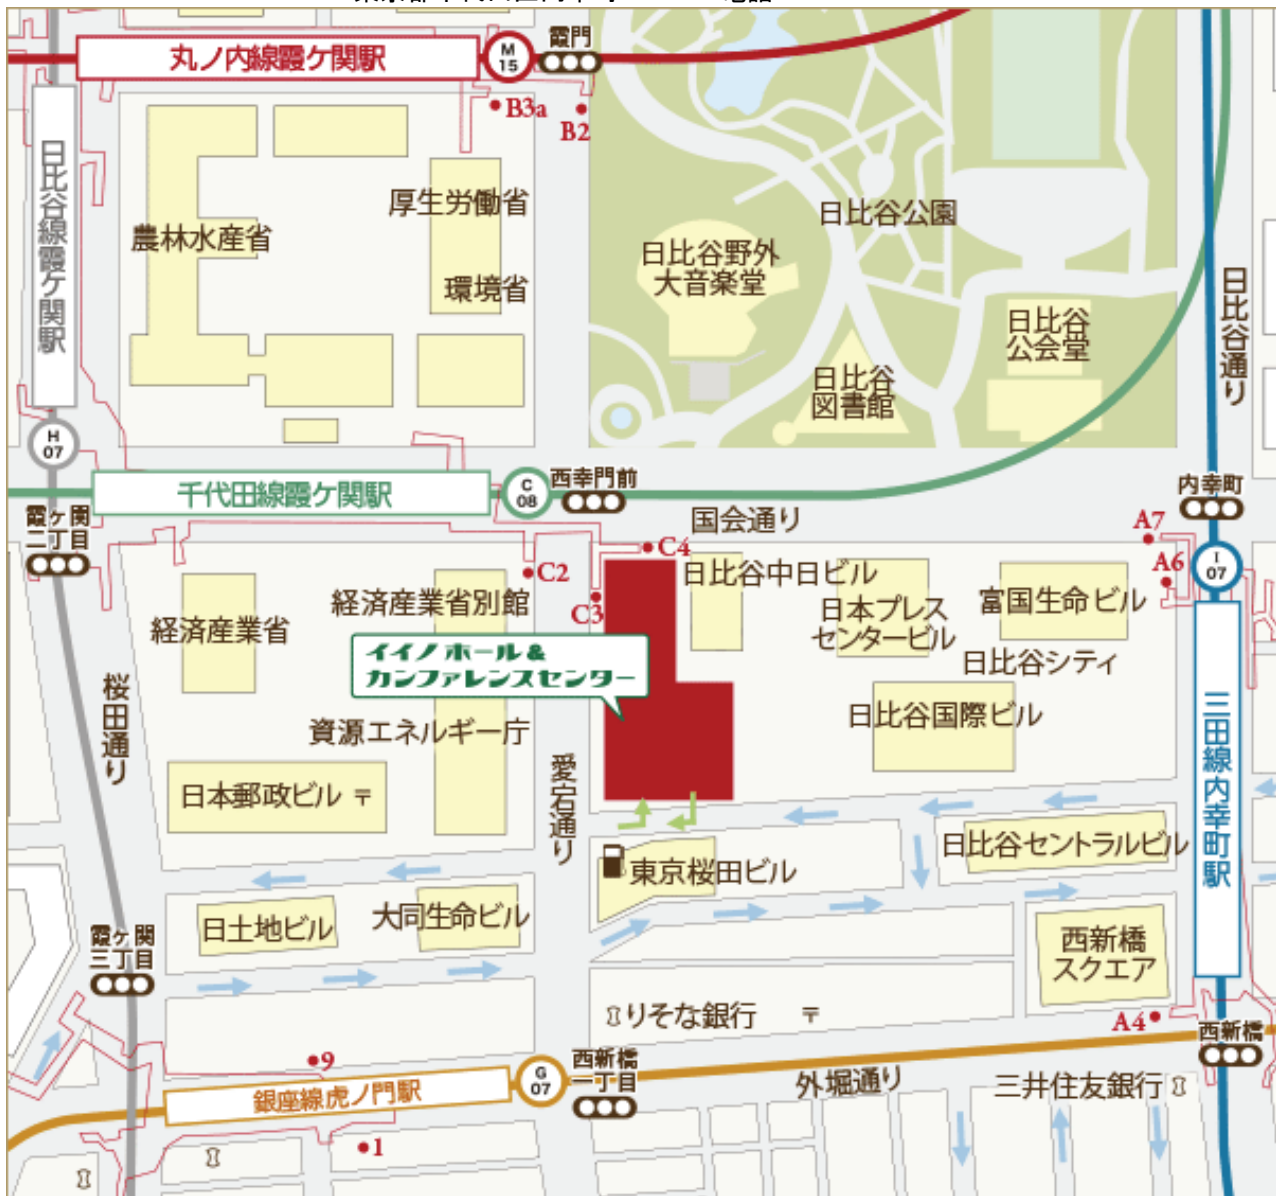 丸ノ内線霞ケ関駅
M
15
霞門
B3a
B2
日比谷線霞ケ関駅
厚生労働省
農林水産省
環境省
日比谷公園
日比谷野外
大音楽堂
日比谷
公会堂
日比谷通り
日比谷
図書館
H
07
千代田線霞ケ関駅
C
08
西幸門前
内幸町
霞ヶ関
二丁目
国会通り
A7
C4
C2
A6
I
07
日比谷中日ビル
経済産業省別館
C3
日本プレス
センタービル
富国生命ビル
経済産業省
イイノホール&
カンファレンスセンター
日比谷シティ
桜田通り
資源エネルギー庁
日比谷国際ビル
三田線内幸町駅
日本郵政ビル 〒
愛宕通り
東京桜田ビル
日比谷セントラルビル
日土地ビル
大同生命ビル
霞ヶ関
三丁目
西新橋
スクエア
りそな銀行
〒
A4
西新橋
9
G
07
西新橋
一丁目
銀座線虎ノ門駅
外堀通り
三井住友銀行
1